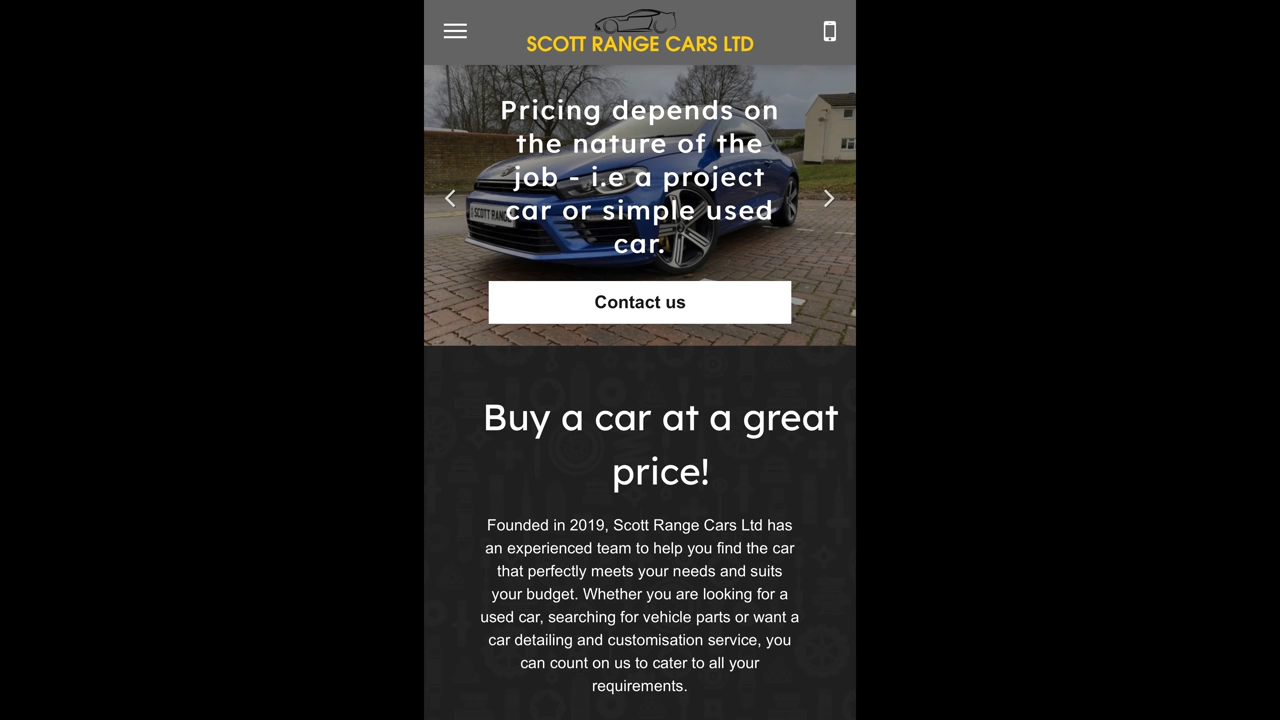 SCOTT RANGE CARS LTD
Pricing depends on
the nature of the
job - i.e a project
car or simple used
car.
SCOTT RANG
Contact us
Buy a car at a great
price!
Founded in 2019, Scott Range Cars Ltd has
an experienced team to help you find the car
that perfectly meets your needs and suits
your budget. Whether you are looking for a
used car, searching for vehicle parts or want a
car detailing and customisation service, you
can count on us to cater to all your
requirements.